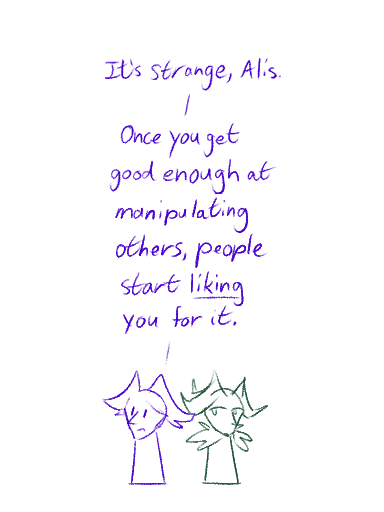 It's strange, Alis.
Once you get
good enough at
manipulating
others, people
start liking
you for it.